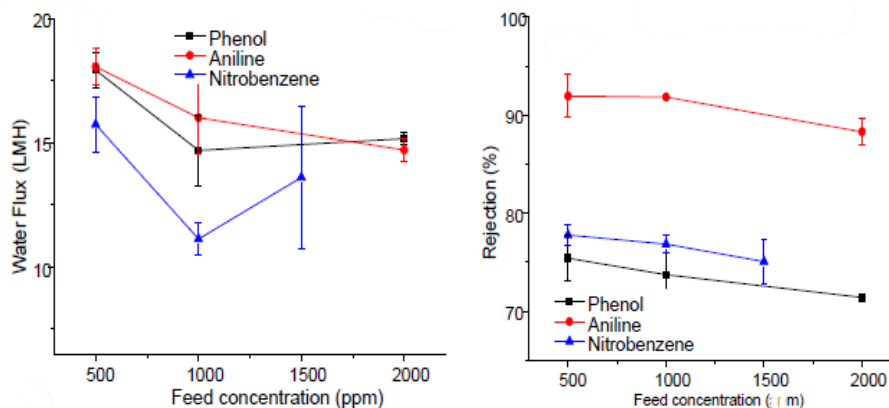 20
15
10
Water Flux (LMH)
Phenol
Aniline
Nitrobenzene
500 1000 1500 2000
Feed concentration (ppm)
100
90
80
70
Rejection (%)
Phenol
Aniline
Nitrobenzene
500 1000 1500 2000
Feed concentration